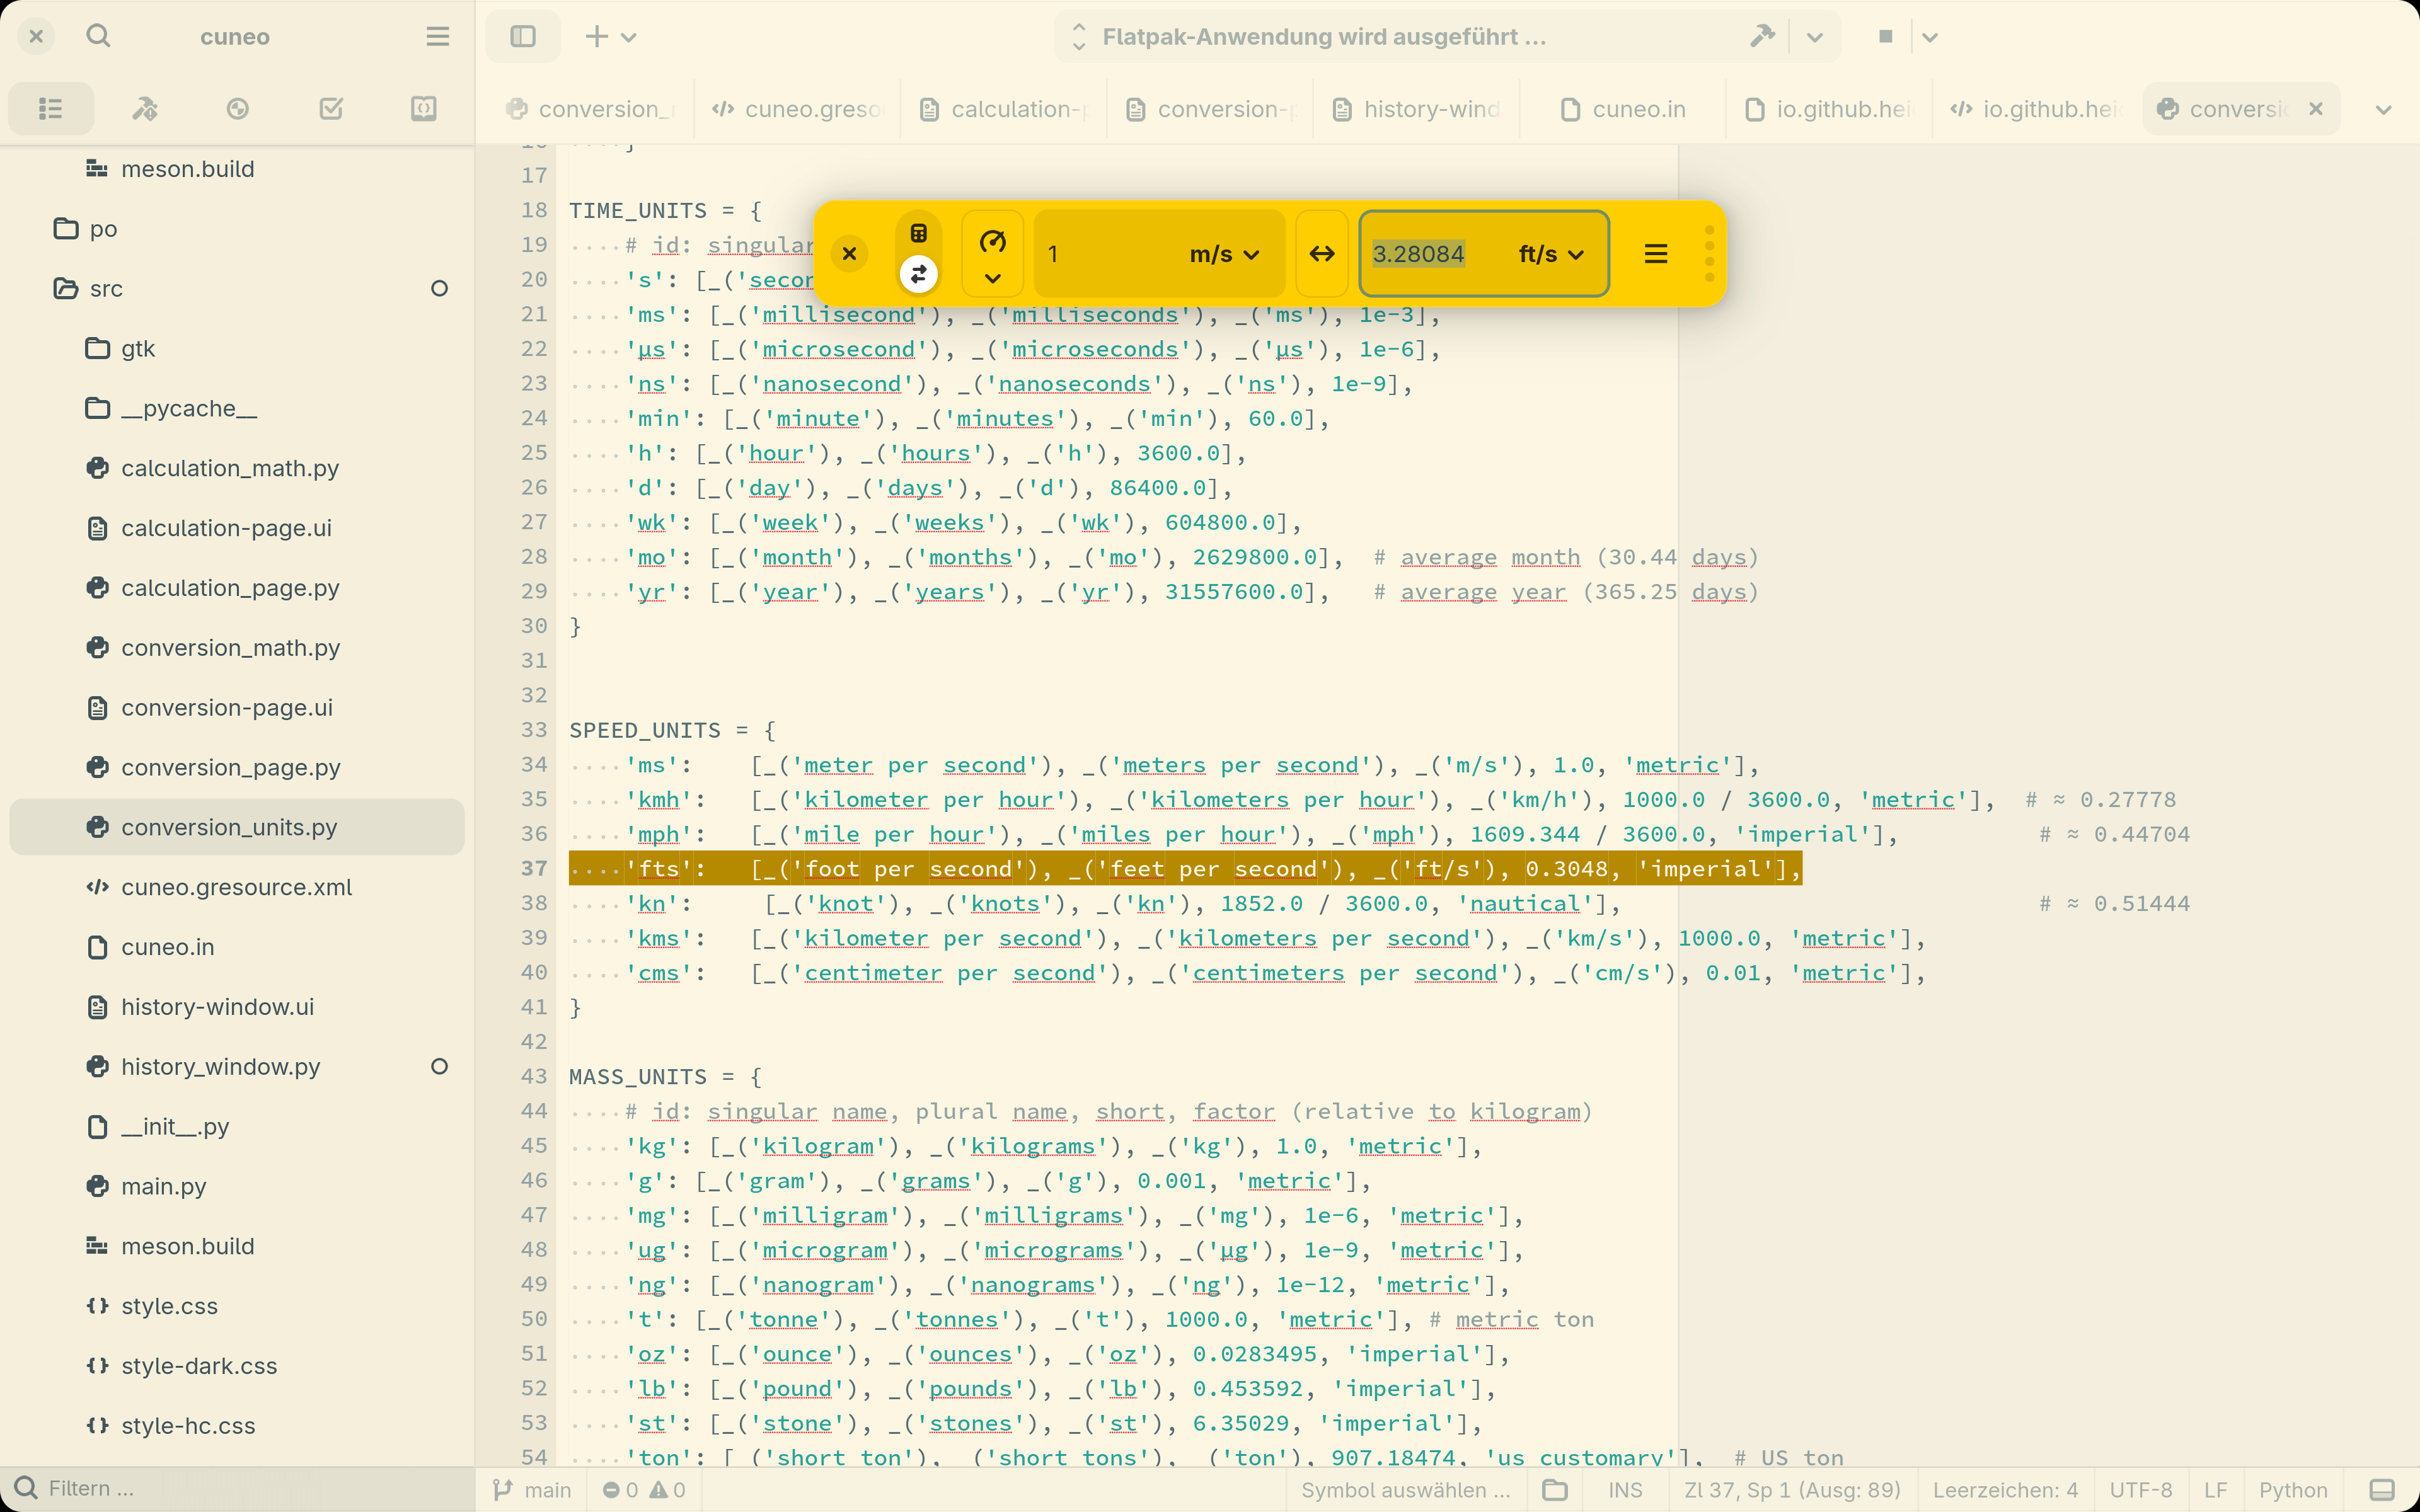 cuneo
Flatpak-Anwendung wird ausgeführt ...
conversion_
cuneo.greso
calculation-p
conversion-p
history-wind
cuneo.in
io.github.hei
io.github.hei
conversi
meson.build
po
src
gtk
__pycache__
calculation_math.py
calculation-page.ui
calculation_page.py
conversion_math.py
conversion-page.ui
conversion_page.py
conversion_units.py
cuneo.gresource.xml
cuneo.in
history-window.ui
history_window.py
__init__.py
main.py
meson.build
style.css
style-dark.css
style-hc.css
Filtern ...
1 m/s 3.28084 ft/s
17
18 TIME_UNITS = {
19 ....# id: singular
20 ....'s': [_('secon
21 ....'ms': [_('millisecond'), _('milliseconds'), _('ms'), 1e-3],
22 ....'µs': [_('microsecond'), _('microseconds'), _('µs'), 1e-6],
23 ....'ns': [_('nanosecond'), _('nanoseconds'), _('ns'), 1e-9],
24 ....'min': [_('minute'), _('minutes'), _('min'), 60.0],
25 ....'h': [_('hour'), _('hours'), _('h'), 3600.0],
26 ....'d': [_('day'), _('days'), _('d'), 86400.0],
27 ....'wk': [_('week'), _('weeks'), _('wk'), 604800.0],
28 ....'mo': [_('month'), _('months'), _('mo'), 2629800.0],  # average month (30.44 days)
29 ....'yr': [_('year'), _('years'), _('yr'), 31557600.0],   # average year (365.25 days)
30 }
31
32
33 SPEED_UNITS = {
34 ....'ms':   [_('meter per second'), _('meters per second'), _('m/s'), 1.0, 'metric'],
35 ....'kmh':   [_('kilometer per hour'), _('kilometers per hour'), _('km/h'), 1000.0 / 3600.0, 'metric'],  # ≈ 0.27778
36 ....'mph':   [_('mile per hour'), _('miles per hour'), _('mph'), 1609.344 / 3600.0, 'imperial'],          # ≈ 0.44704
37 ....'fts':   [_('foot per second'), _('feet per second'), _('ft/s'), 0.3048, 'imperial'],
38 ....'kn':     [_('knot'), _('knots'), _('kn'), 1852.0 / 3600.0, 'nautical'],                              # ≈ 0.51444
39 ....'kms':   [_('kilometer per second'), _('kilometers per second'), _('km/s'), 1000.0, 'metric'],
40 ....'cms':   [_('centimeter per second'), _('centimeters per second'), _('cm/s'), 0.01, 'metric'],
41 }
42
43 MASS_UNITS = {
44 ....# id: singular name, plural name, short, factor (relative to kilogram)
45 ....'kg': [_('kilogram'), _('kilograms'), _('kg'), 1.0, 'metric'],
46 ....'g': [_('gram'), _('grams'), _('g'), 0.001, 'metric'],
47 ....'mg': [_('milligram'), _('milligrams'), _('mg'), 1e-6, 'metric'],
48 ....'ug': [_('microgram'), _('micrograms'), _('µg'), 1e-9, 'metric'],
49 ....'ng': [_('nanogram'), _('nanograms'), _('ng'), 1e-12, 'metric'],
50 ....'t': [_('tonne'), _('tonnes'), _('t'), 1000.0, 'metric'], # metric ton
51 ....'oz': [_('ounce'), _('ounces'), _('oz'), 0.0283495, 'imperial'],
52 ....'lb': [_('pound'), _('pounds'), _('lb'), 0.453592, 'imperial'],
53 ....'st': [_('stone'), _('stones'), _('st'), 6.35029, 'imperial'],
54 ....'ton': [_('short ton'), _('short tons'), _('ton'), 907.18474, 'us_customary'],  # US ton
main
0 0
Symbol auswählen ...
INS
Zl 37, Sp 1 (Ausg: 89)
Leerzeichen: 4
UTF-8
LF
Python